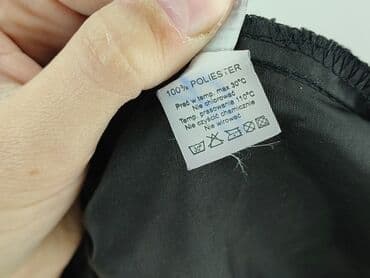 100% POLIESTER
Prać w temp. max 30°C
Nie chlorować
Temp. prasowania 110°C
Nie czyścić chemicznie
Nie wirować